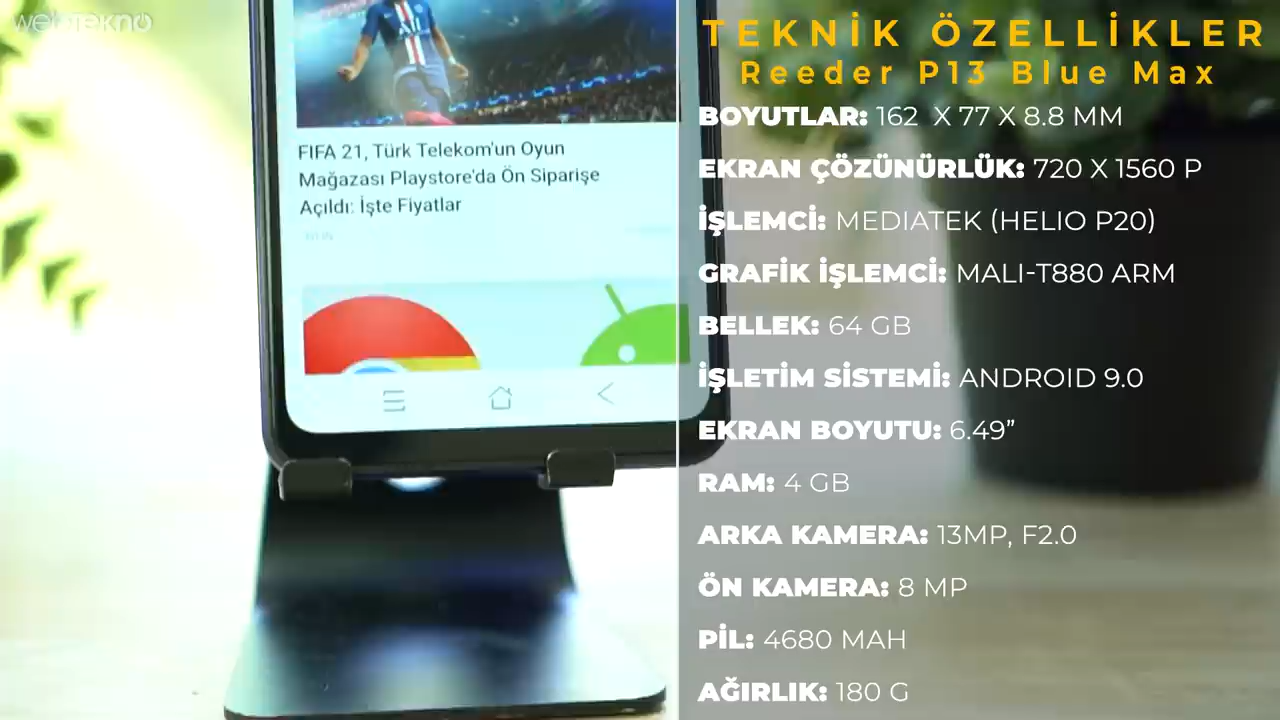 webtekno
TEKNİK ÖZELLİKLER
Reeder P13 Blue Max
BOYUTLAR: 162 X 77 X 8.8 MM
EKRAN ÇÖZÜNÜRLÜK: 720 X 1560 P
İŞLEMCİ: MEDIATEK (HELIO P20)
GRAFİK İŞLEMCİ: MALI-T880 ARM
BELLEK: 64 GB
İŞLETİM SİSTEMİ: ANDROID 9.0
EKRAN BOYUTU: 6.49”
RAM: 4 GB
ARKA KAMERA: 13MP, F2.0
ÖN KAMERA: 8 MP
PİL: 4680 MAH
AĞIRLIK: 180 G
FIFA 21, Türk Telekom'un Oyun
Mağazası Playstore'da Ön Siparişe
Açıldı: İşte Fiyatlar